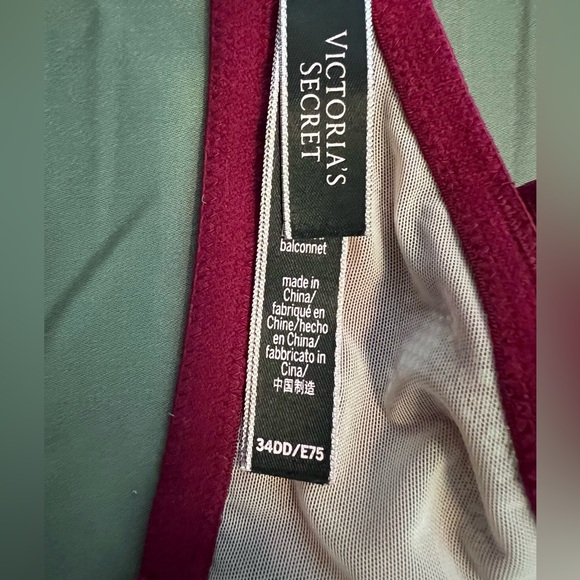 VICTORIA'S
SECRET
balconnet
made in
China/
fabriqué en
Chine/hecho
en China/
fabbricato in
Cina/
中国制造
34DD/E75